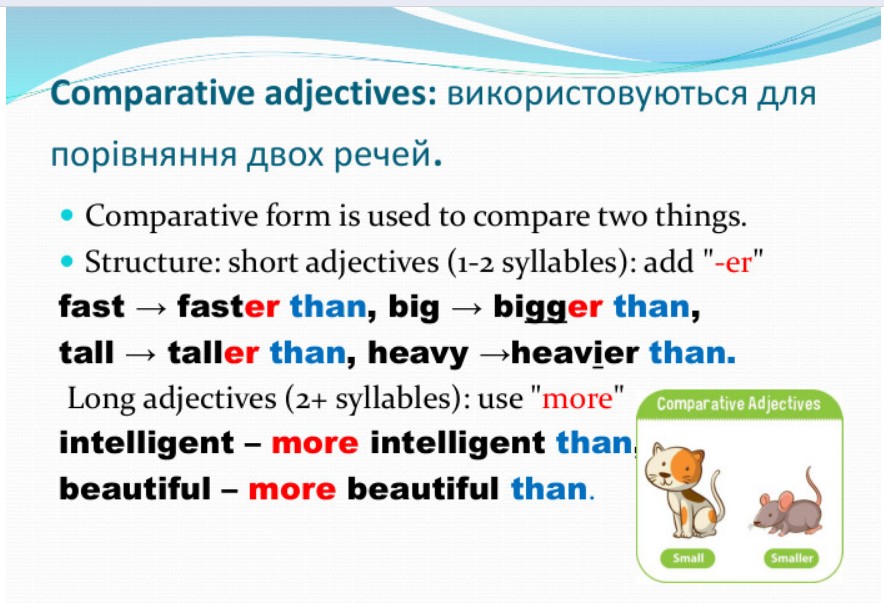 Comparative adjectives: використовуються для
порівняння двох речей.
• Comparative form is used to compare two things.
• Structure: short adjectives (1-2 syllables): add "-er"
fast → faster than, big → bigger than,
tall → taller than, heavy →heavier than.
Long adjectives (2+ syllables): use "more"
intelligent – more intelligent than,
beautiful – more beautiful than.
Comparative Adjectives
Small
Smaller